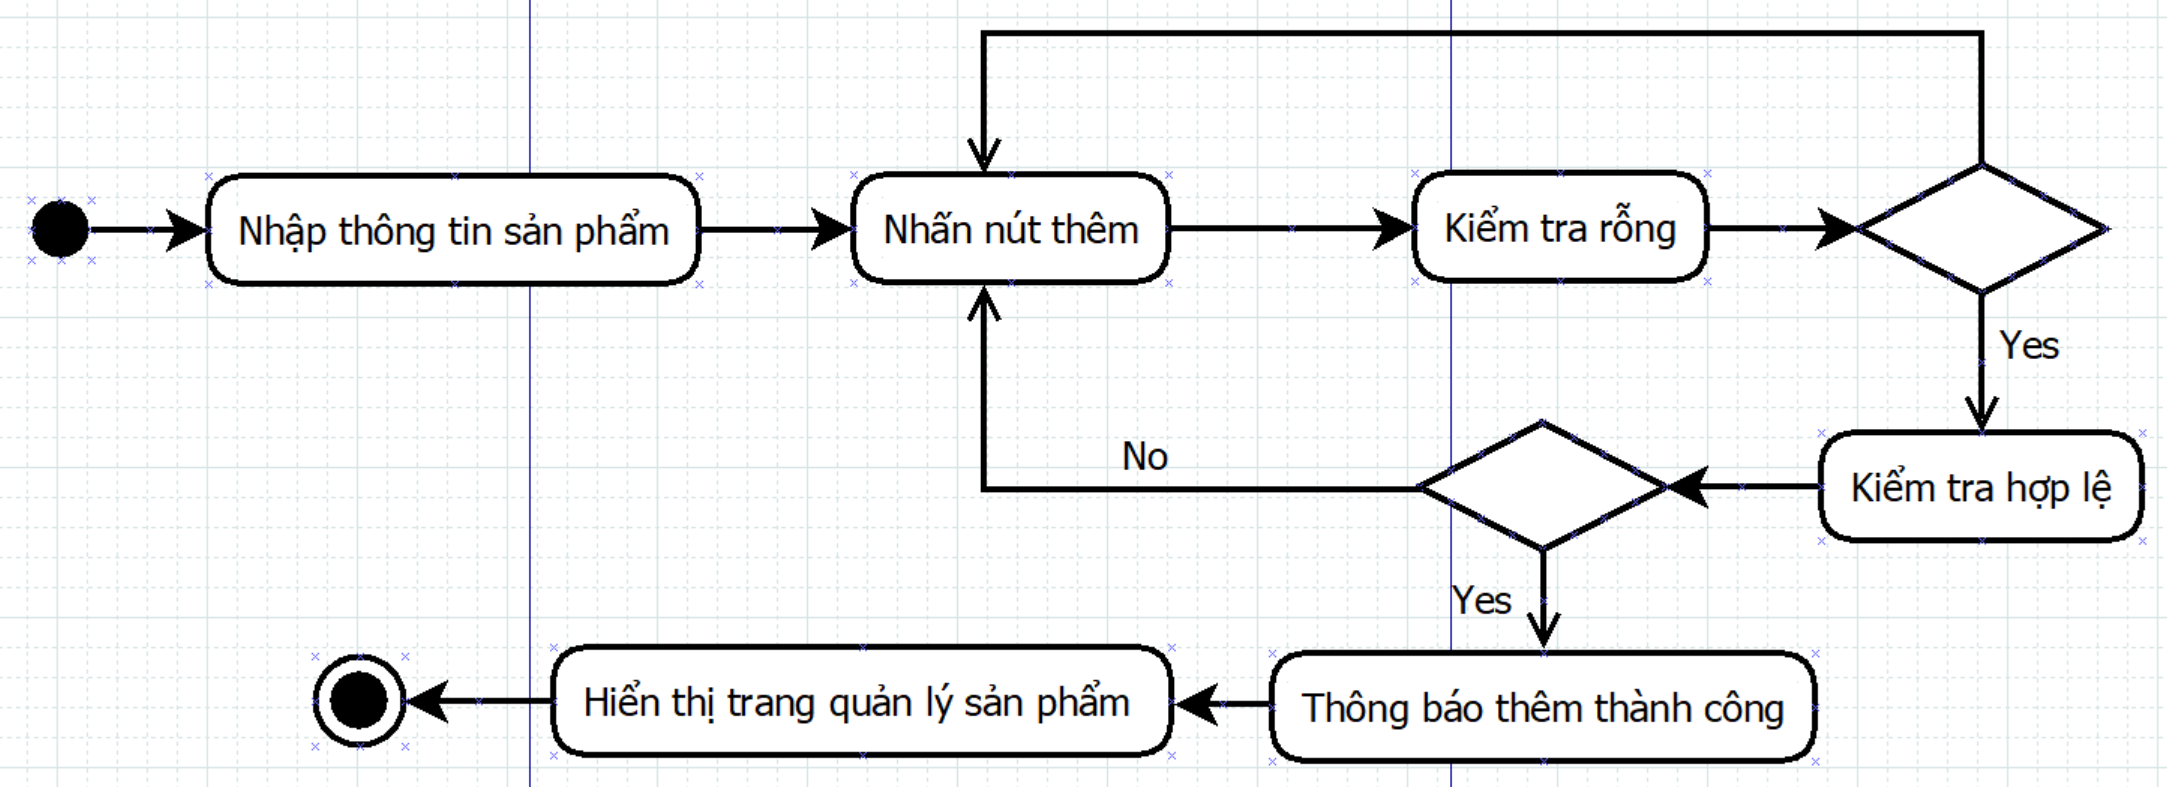 Nhập thông tin sản phẩm
Nhấn nút thêm
Kiểm tra rỗng
Yes
No
Kiểm tra hợp lệ
Yes
Hiển thị trang quản lý sản phẩm
Thông báo thêm thành công